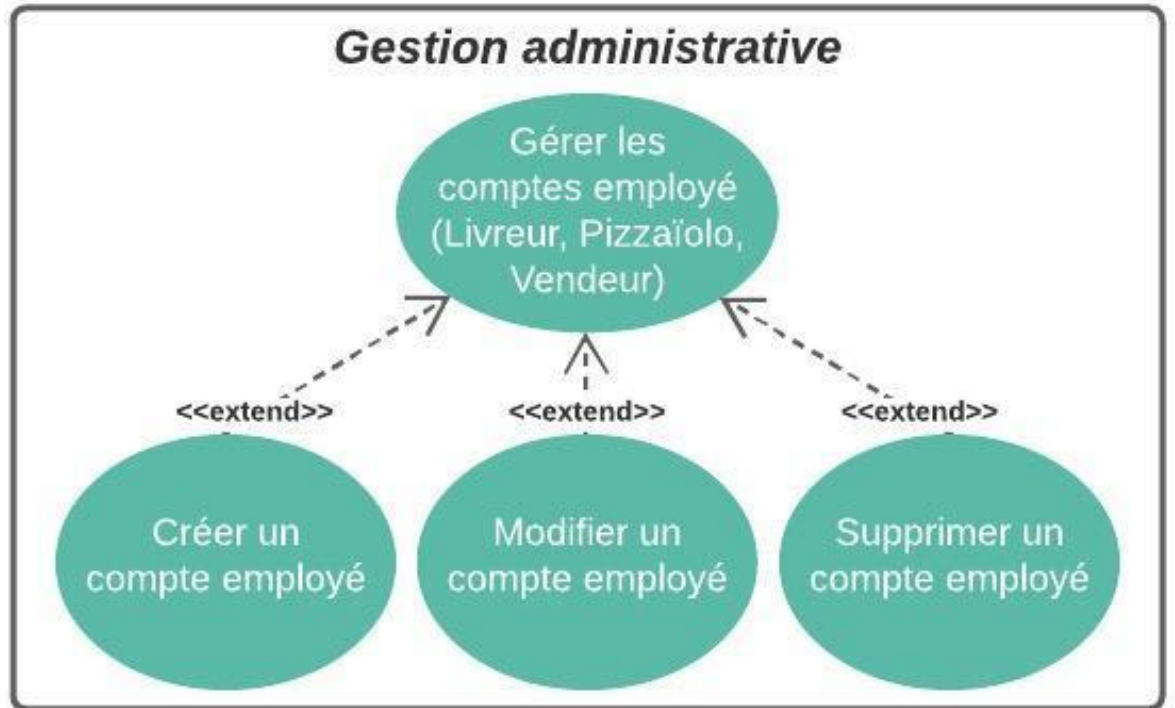 Gestion administrative
Gérer les
comptes employé
(Livreur, Pizzaïolo,
Vendeur)
<<extend>>
<<extend>>
<<extend>>
Créer un
compte employé
Modifier un
compte employé
Supprimer un
compte employé